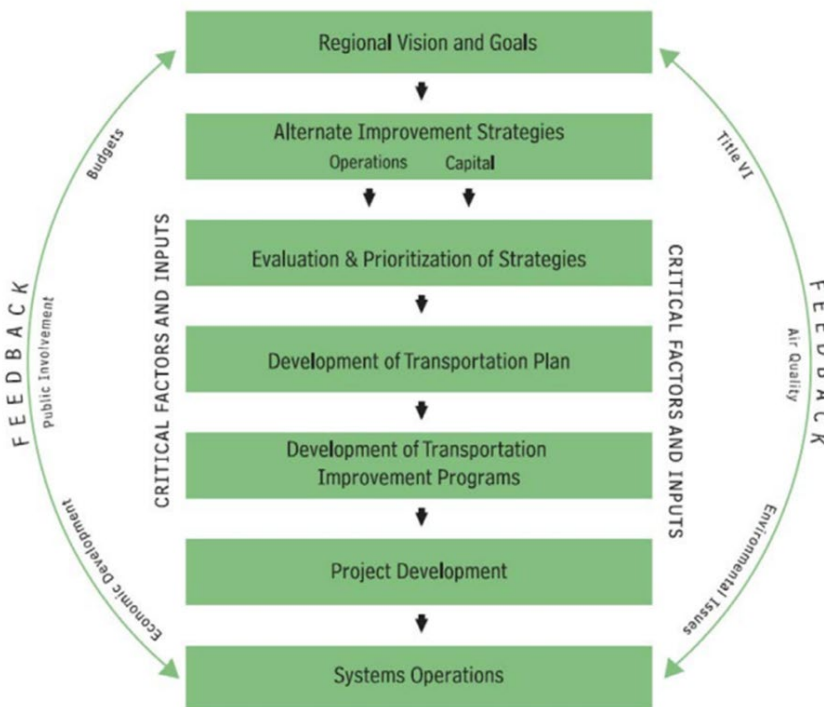 Regional Vision and Goals
Alternate Improvement Strategies
Operations Capital
Evaluation & Prioritization of Strategies
Development of Transportation Plan
Development of Transportation
Improvement Programs
Project Development
Systems Operations
FEEDBACK
Budgets
Public Involvement
Economic Development
CRITICAL FACTORS AND INPUTS
CRITICAL FACTORS AND INPUTS
Title VI
Air Quality
Environmental Issues
FEEDBACK